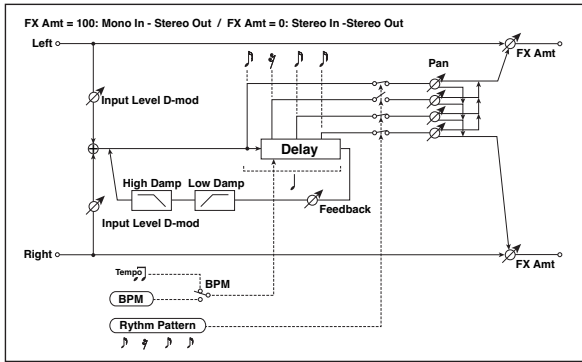 FX Amt = 100: Mono In - Stereo Out / FX Amt = 0: Stereo In -Stereo Out
Left
FX Amt
Pan
Input Level D-mod
Delay
High Damp
Low Damp
Feedback
Input Level D-mod
Right
FX Amt
Tempo
BPM
BPM
Rythm Pattern